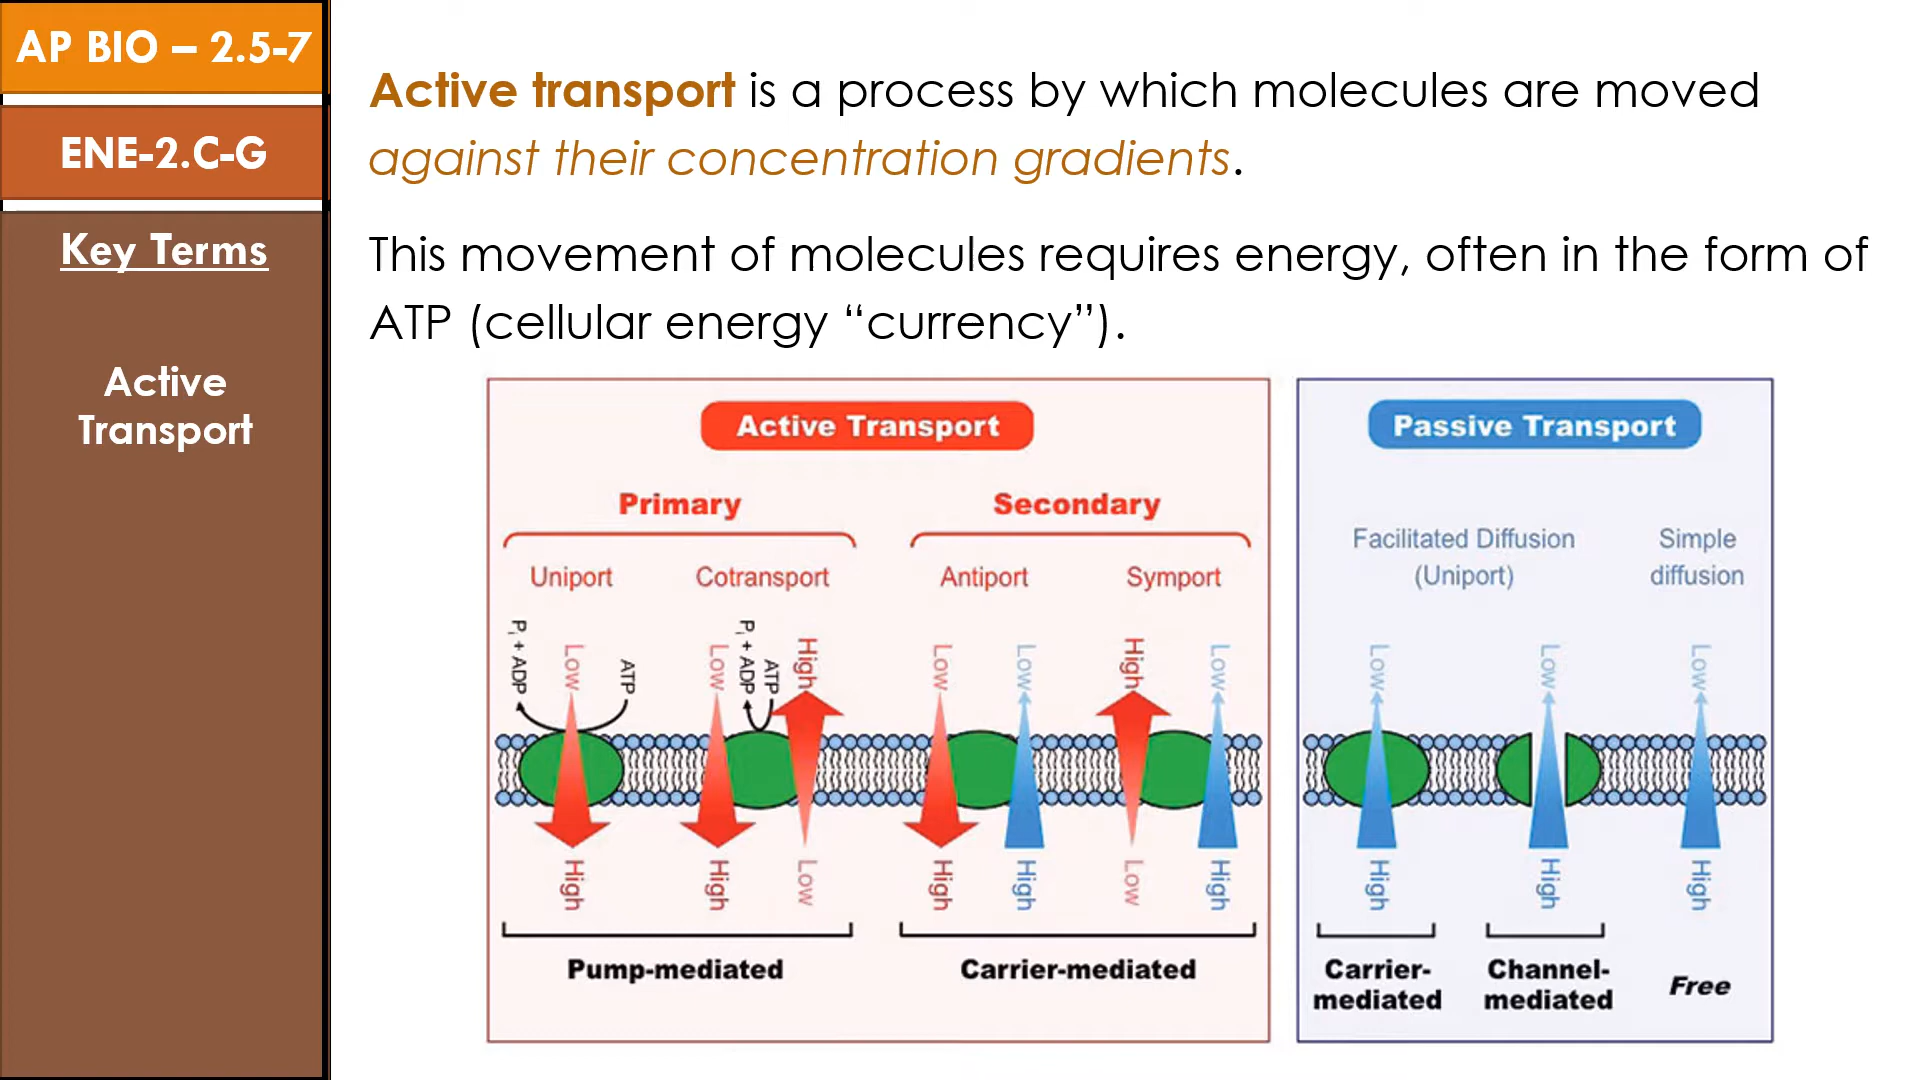 AP BIO – 2.5-7
ENE-2.C-G
Key Terms
Active
Transport
Active transport is a process by which molecules are moved
against their concentration gradients.
This movement of molecules requires energy, often in the form of
ATP (cellular energy “currency”).
Active Transport
Primary
Secondary
Uniport
Cotransport
Antiport
Symport
Pi + ADP
Low
ATP
Low
Pi + ADP
ATP
High
Low
Low
High
Low
High
High
Low
High
High
Low
High
Pump-mediated
Carrier-mediated
Passive Transport
Facilitated Diffusion
(Uniport)
Simple
diffusion
Low
Low
Low
High
High
High
Carrier-
mediated
Channel-
mediated
Free